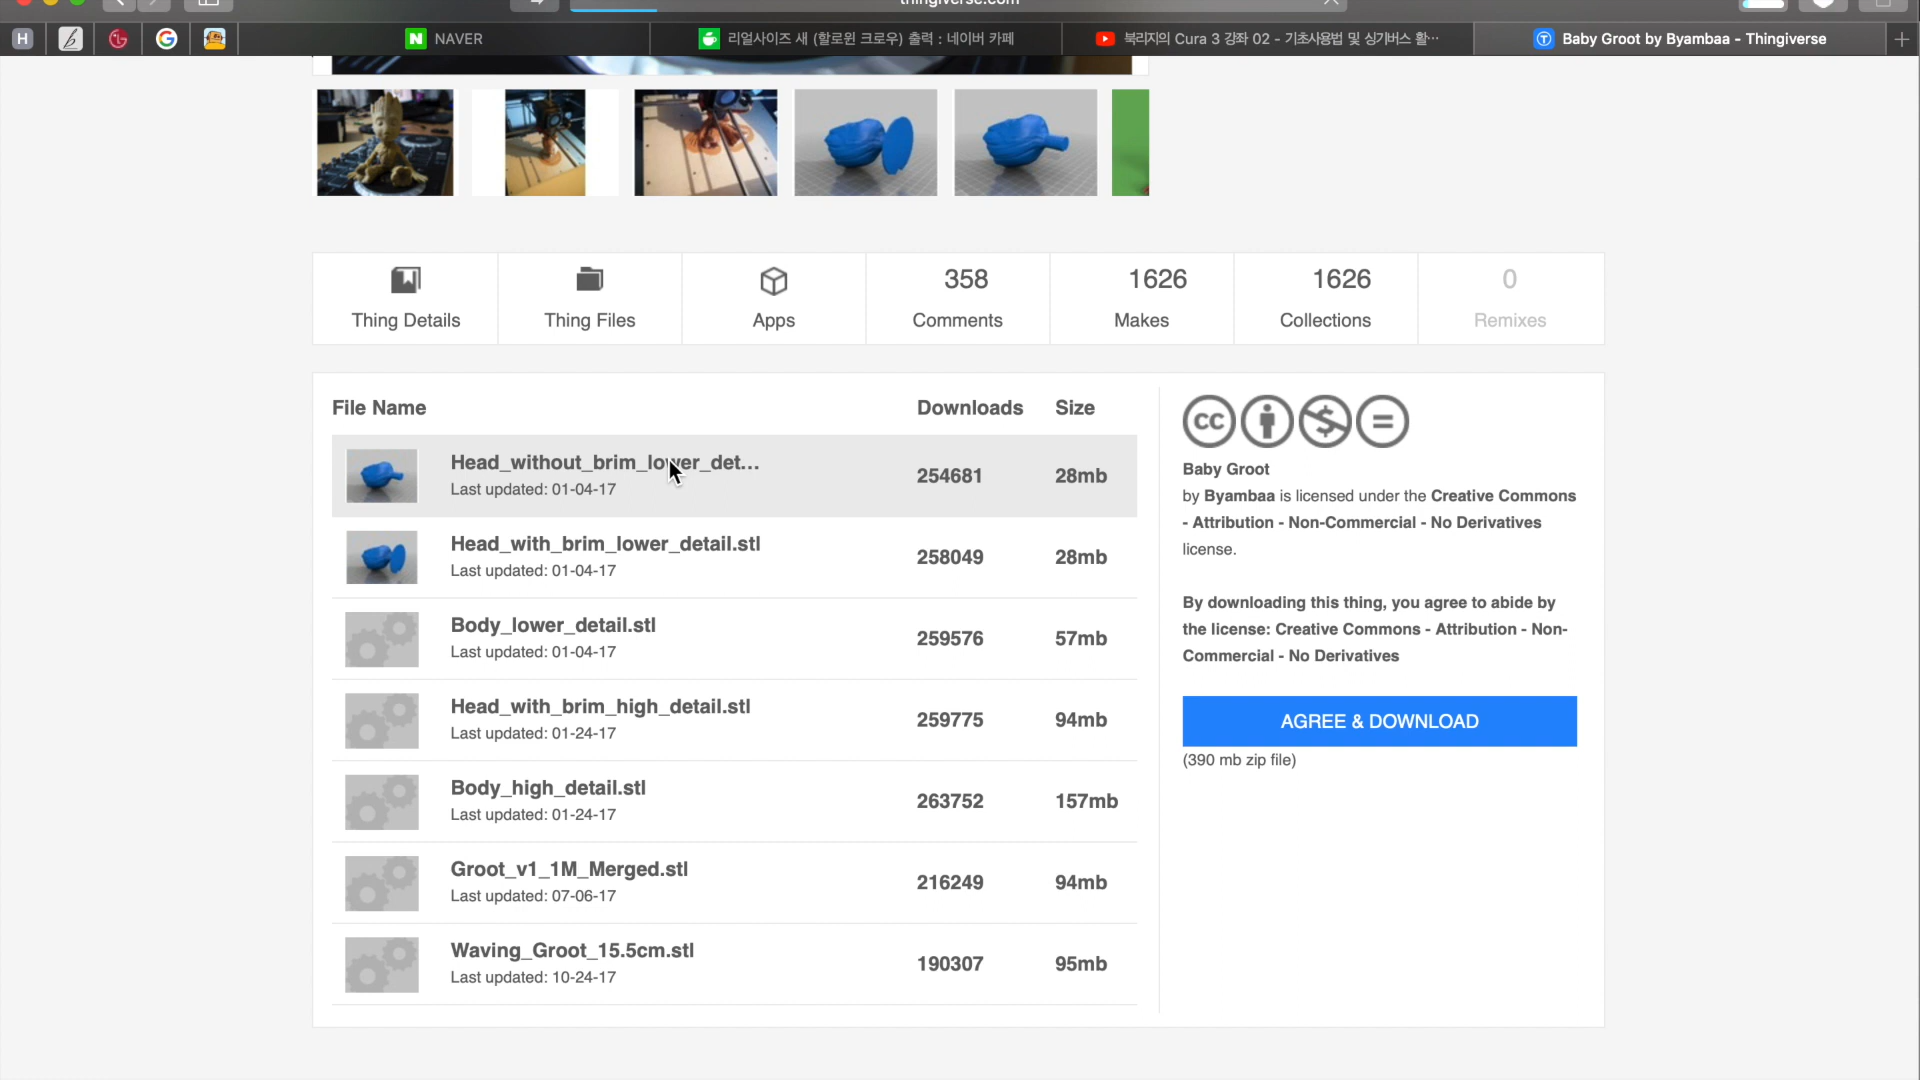 thingiverse.com
H
NAVER
리얼사이즈 새 (할로윈 크로우) 출력 : 네이버 카페
북리지의 Cura 3 강좌 02 - 기초사용법 및 싱기버스 활…
Baby Groot by Byambaa - Thingiverse
Thing Details
Thing Files
Apps
358
Comments
1626
Makes
1626
Collections
0
Remixes
File Name Downloads Size
Head_without_brim_lower_det... 254681 28mb
Last updated: 01-04-17
Head_with_brim_lower_detail.stl 258049 28mb
Last updated: 01-04-17
Body_lower_detail.stl 259576 57mb
Last updated: 01-04-17
Head_with_brim_high_detail.stl 259775 94mb
Last updated: 01-24-17
Body_high_detail.stl 263752 157mb
Last updated: 01-24-17
Groot_v1_1M_Merged.stl 216249 94mb
Last updated: 07-06-17
Waving_Groot_15.5cm.stl 190307 95mb
Last updated: 10-24-17
cc
Baby Groot
by Byambaa is licensed under the Creative Commons
- Attribution - Non-Commercial - No Derivatives
license.
By downloading this thing, you agree to abide by
the license: Creative Commons - Attribution - Non-
Commercial - No Derivatives
AGREE & DOWNLOAD
(390 mb zip file)